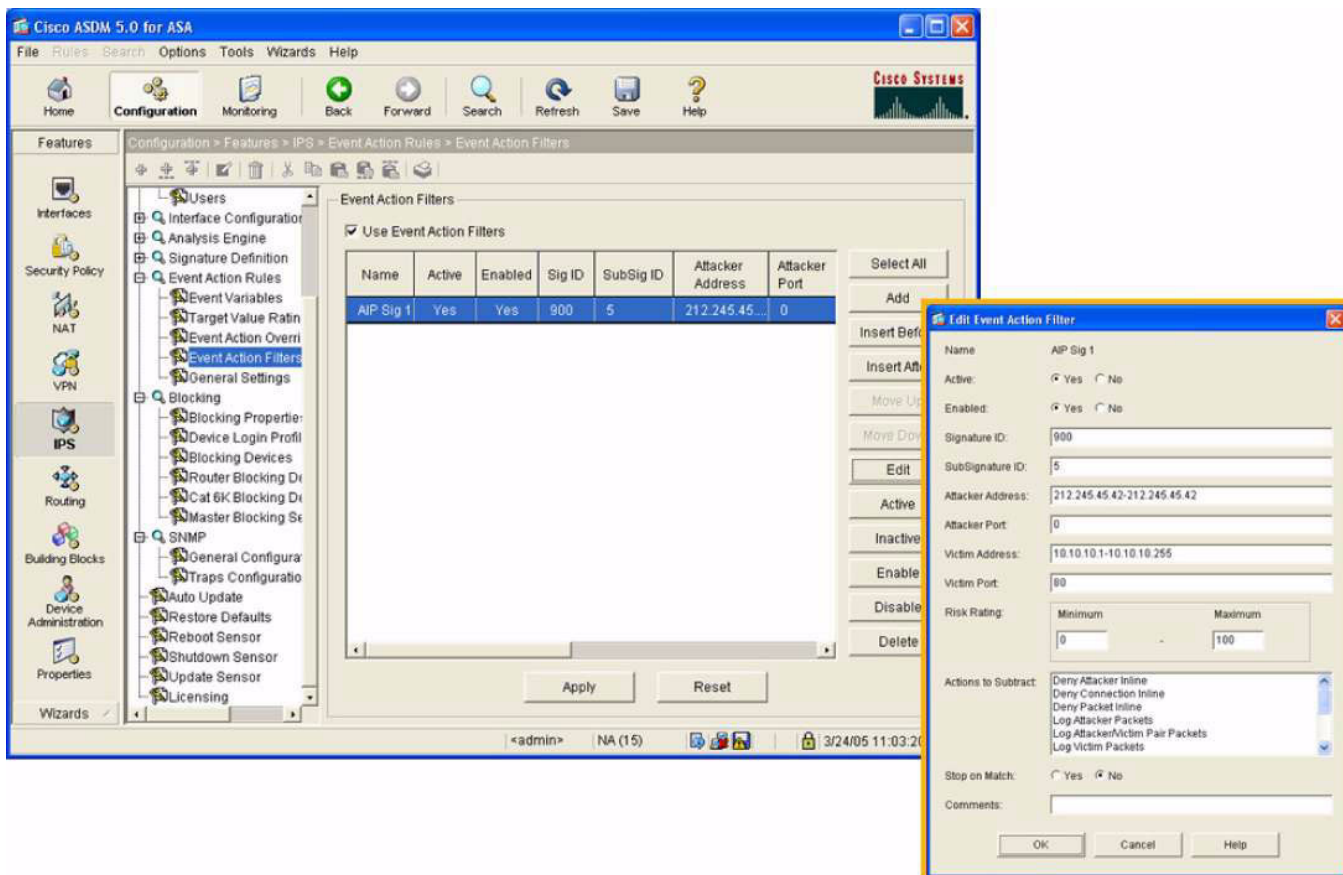 Cisco ASDM 5.0 for ASA
File Rules Search Options Tools Wizards Help
Home
Configuration
Monitoring
Back
Forward
Search
Refresh
Save
Help
CISCO SYSTEMS
Features
Configuration > Features > IPS > Event Action Rules > Event Action Filters
Interfaces
Security Policy
NAT
VPN
IPS
Routing
Building Blocks
Device Administration
Properties
Wizards
Users
Interface Configuration
Analysis Engine
Signature Definition
Event Action Rules
Event Variables
Target Value Ratin
Event Action Overri
Event Action Filters
General Settings
Blocking
Blocking Propertie
Device Login Profil
Blocking Devices
Router Blocking De
Cat 6K Blocking De
Master Blocking Se
SNMP
General Configura
Traps Configuratio
Auto Update
Restore Defaults
Reboot Sensor
Shutdown Sensor
Update Sensor
Licensing
Event Action Filters
Use Event Action Filters
Name Active Enabled Sig ID SubSig ID Attacker Address Attacker Port
AIP Sig 1 Yes Yes 900 5 212.245.45.... 0
Select All
Add
Insert Befo
Insert Afte
Move Up
Move Dow
Edit
Active
Inactive
Enable
Disable
Delete
Apply
Reset
<admin> NA (15) 3/24/05 11:03:20
Edit Event Action Filter
Name AIP Sig 1
Active: Yes No
Enabled: Yes No
Signature ID: 900
SubSignature ID: 5
Attacker Address: 212.245.45.42-212.245.45.42
Attacker Port 0
Victim Address: 10.10.10.1-10.10.10.255
Victim Port: 80
Risk Rating: Minimum Maximum
0 - 100
Actions to Subtract: Deny Attacker Inline
Deny Connection Inline
Deny Packet Inline
Log Attacker Packets
Log Attacker/Victim Pair Packets
Log Victim Packets
Stop on Match: Yes No
Comments:
OK
Cancel
Help